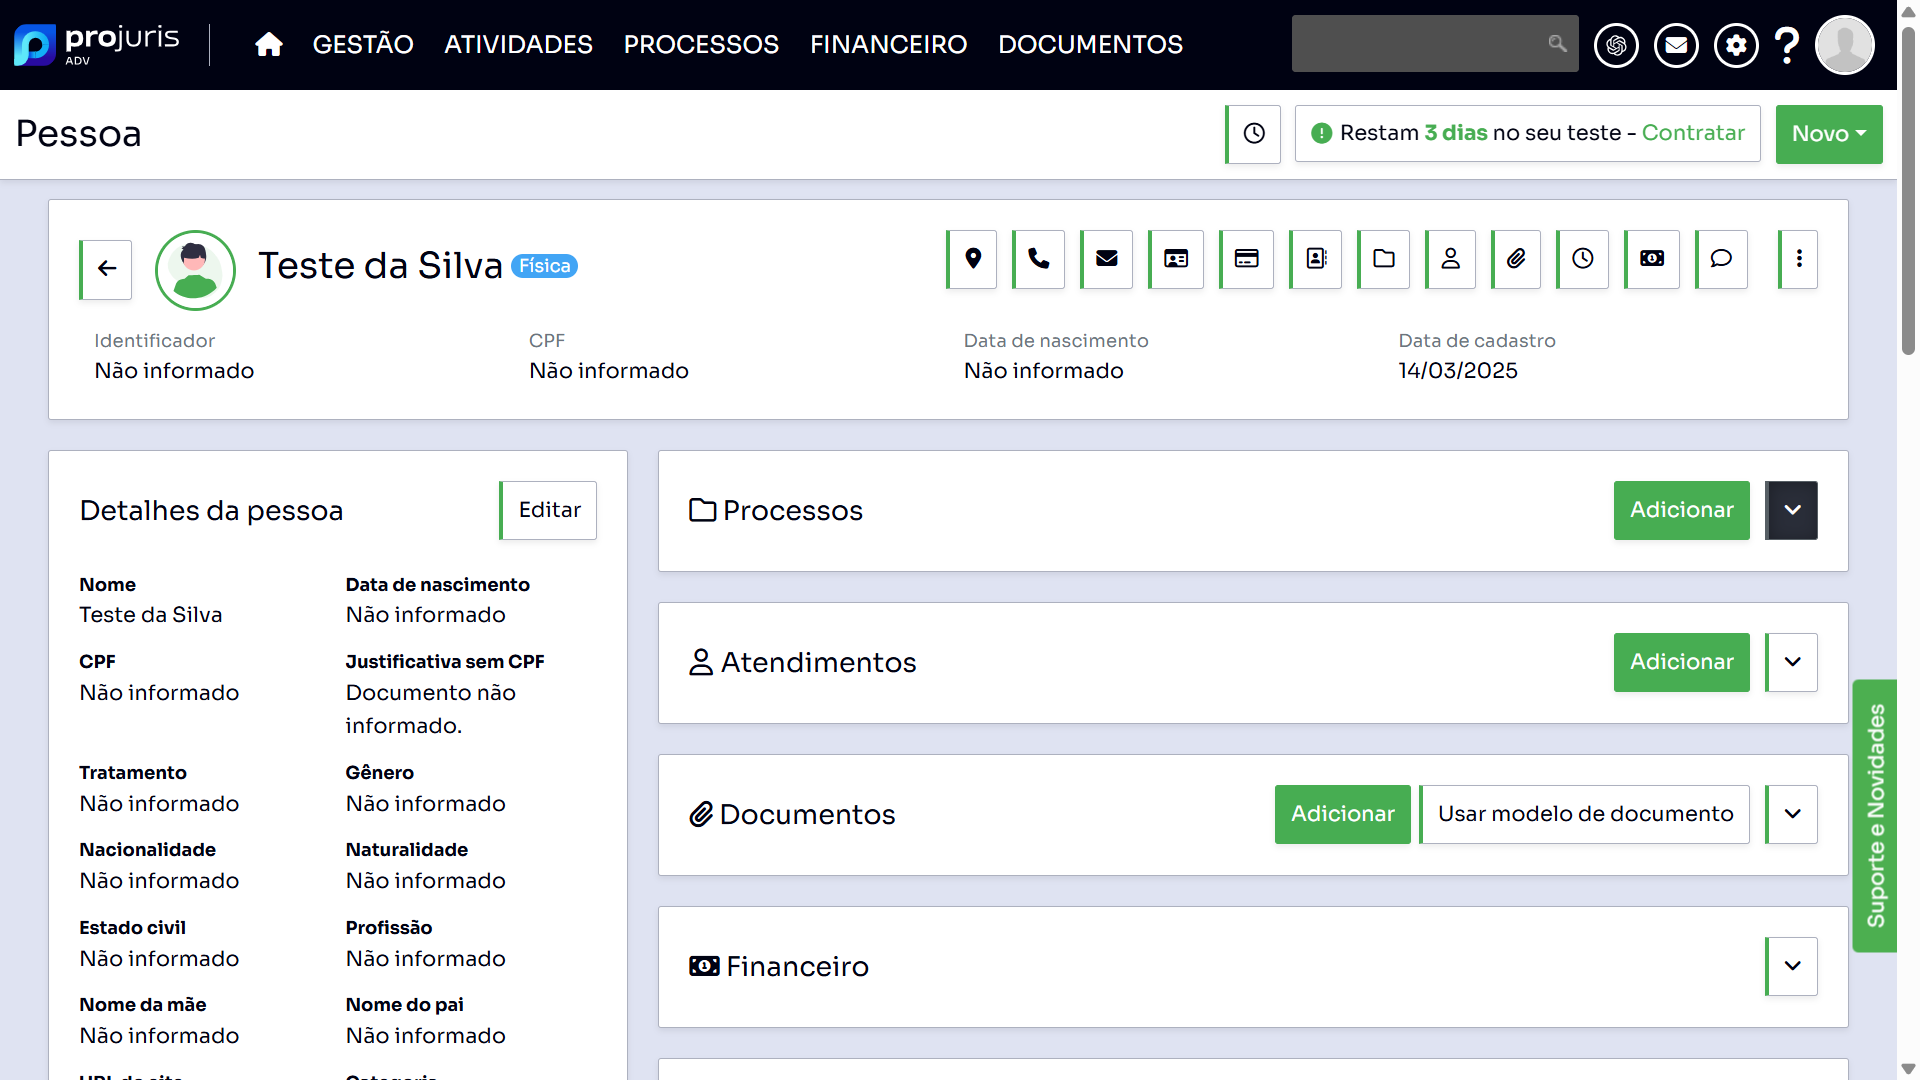 projuris
ADV
GESTÃO
ATIVIDADES
PROCESSOS
FINANCEIRO
DOCUMENTOS
Pessoa
Restam 3 dias no seu teste - Contratar
Novo
Teste da Silva Física
Identificador
Não informado
CPF
Não informado
Data de nascimento
Não informado
Data de cadastro
14/03/2025
Detalhes da pessoa
Editar
Nome
Teste da Silva
Data de nascimento
Não informado
CPF
Não informado
Justificativa sem CPF
Documento não
informado.
Tratamento
Não informado
Gênero
Não informado
Nacionalidade
Não informado
Naturalidade
Não informado
Estado civil
Não informado
Profissão
Não informado
Nome da mãe
Não informado
Nome do pai
Não informado
URL do site
Categoria
Processos
Adicionar
Atendimentos
Adicionar
Documentos
Adicionar
Usar modelo de documento
Financeiro
Suporte e Novidades